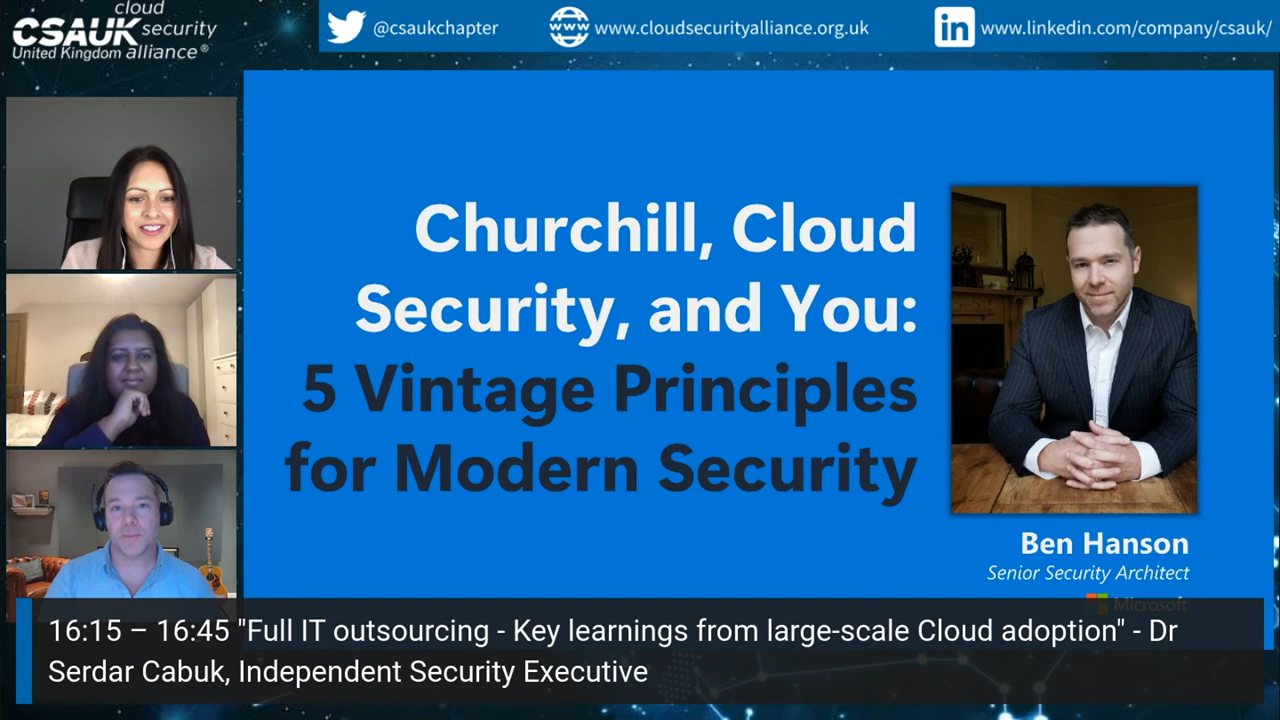 cloud
CSAUK security
United Kingdom alliance®
@csaukchapter
www.cloudsecurityalliance.org.uk
in
www.linkedin.com/company/csauk/
Churchill, Cloud
Security, and You:
5 Vintage Principles
for Modern Security
Ben Hanson
Senior Security Architect
Microsoft
16:15 – 16:45 "Full IT outsourcing - Key learnings from large-scale Cloud adoption" - Dr
Serdar Cabuk, Independent Security Executive